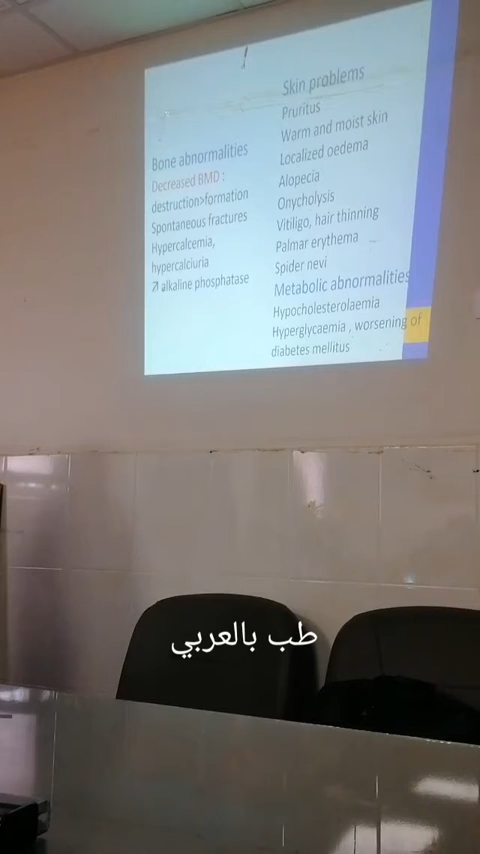 Bone abnormalities
Decreased BMD :
destruction>formation
Spontaneous fractures
Hypercalcemia,
hypercalciuria
↗ alkaline phosphatase
Skin problems
Pruritus
Warm and moist skin
Localized oedema
Alopecia
Onycholysis
Vitiligo, hair thinning
Palmar erythema
Spider nevi
Metabolic abnormalities
Hypocholesterolaemia
Hyperglycaemia , worsening of
diabetes mellitus
طب بالعربي